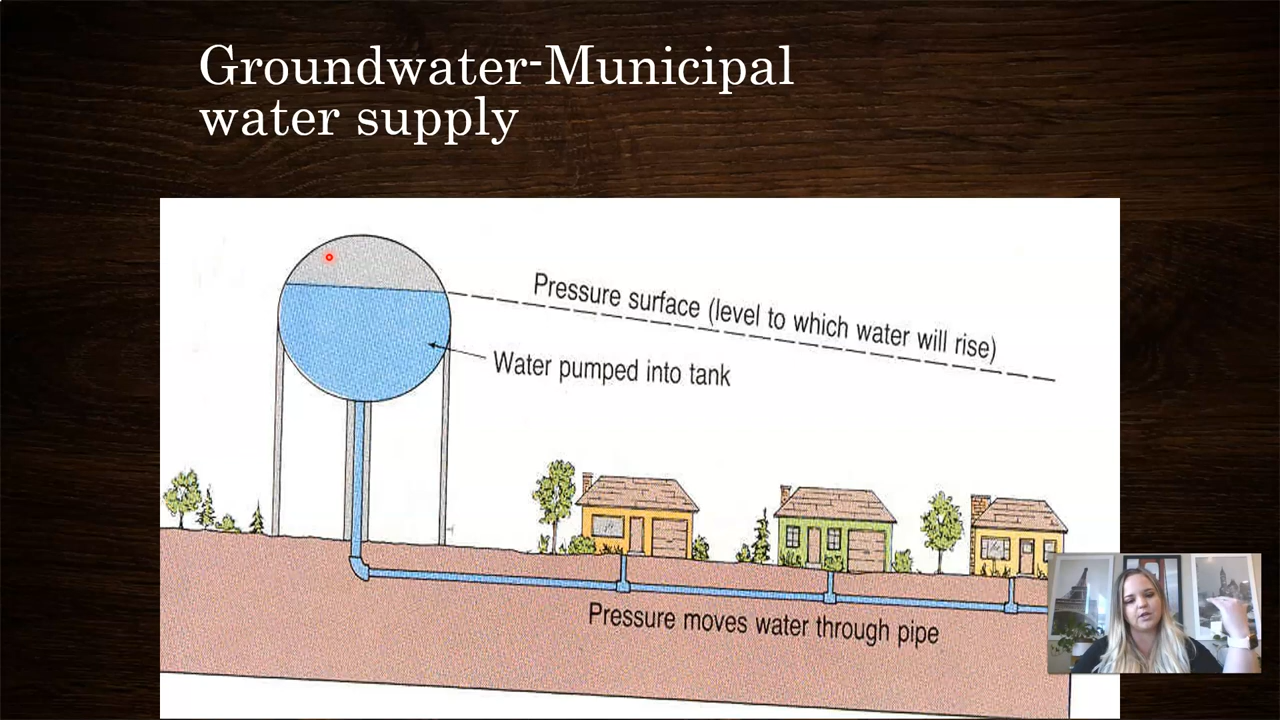 Groundwater-Municipal
water supply
Pressure surface (level to which water will rise)
Water pumped into tank
Pressure moves water through pipe